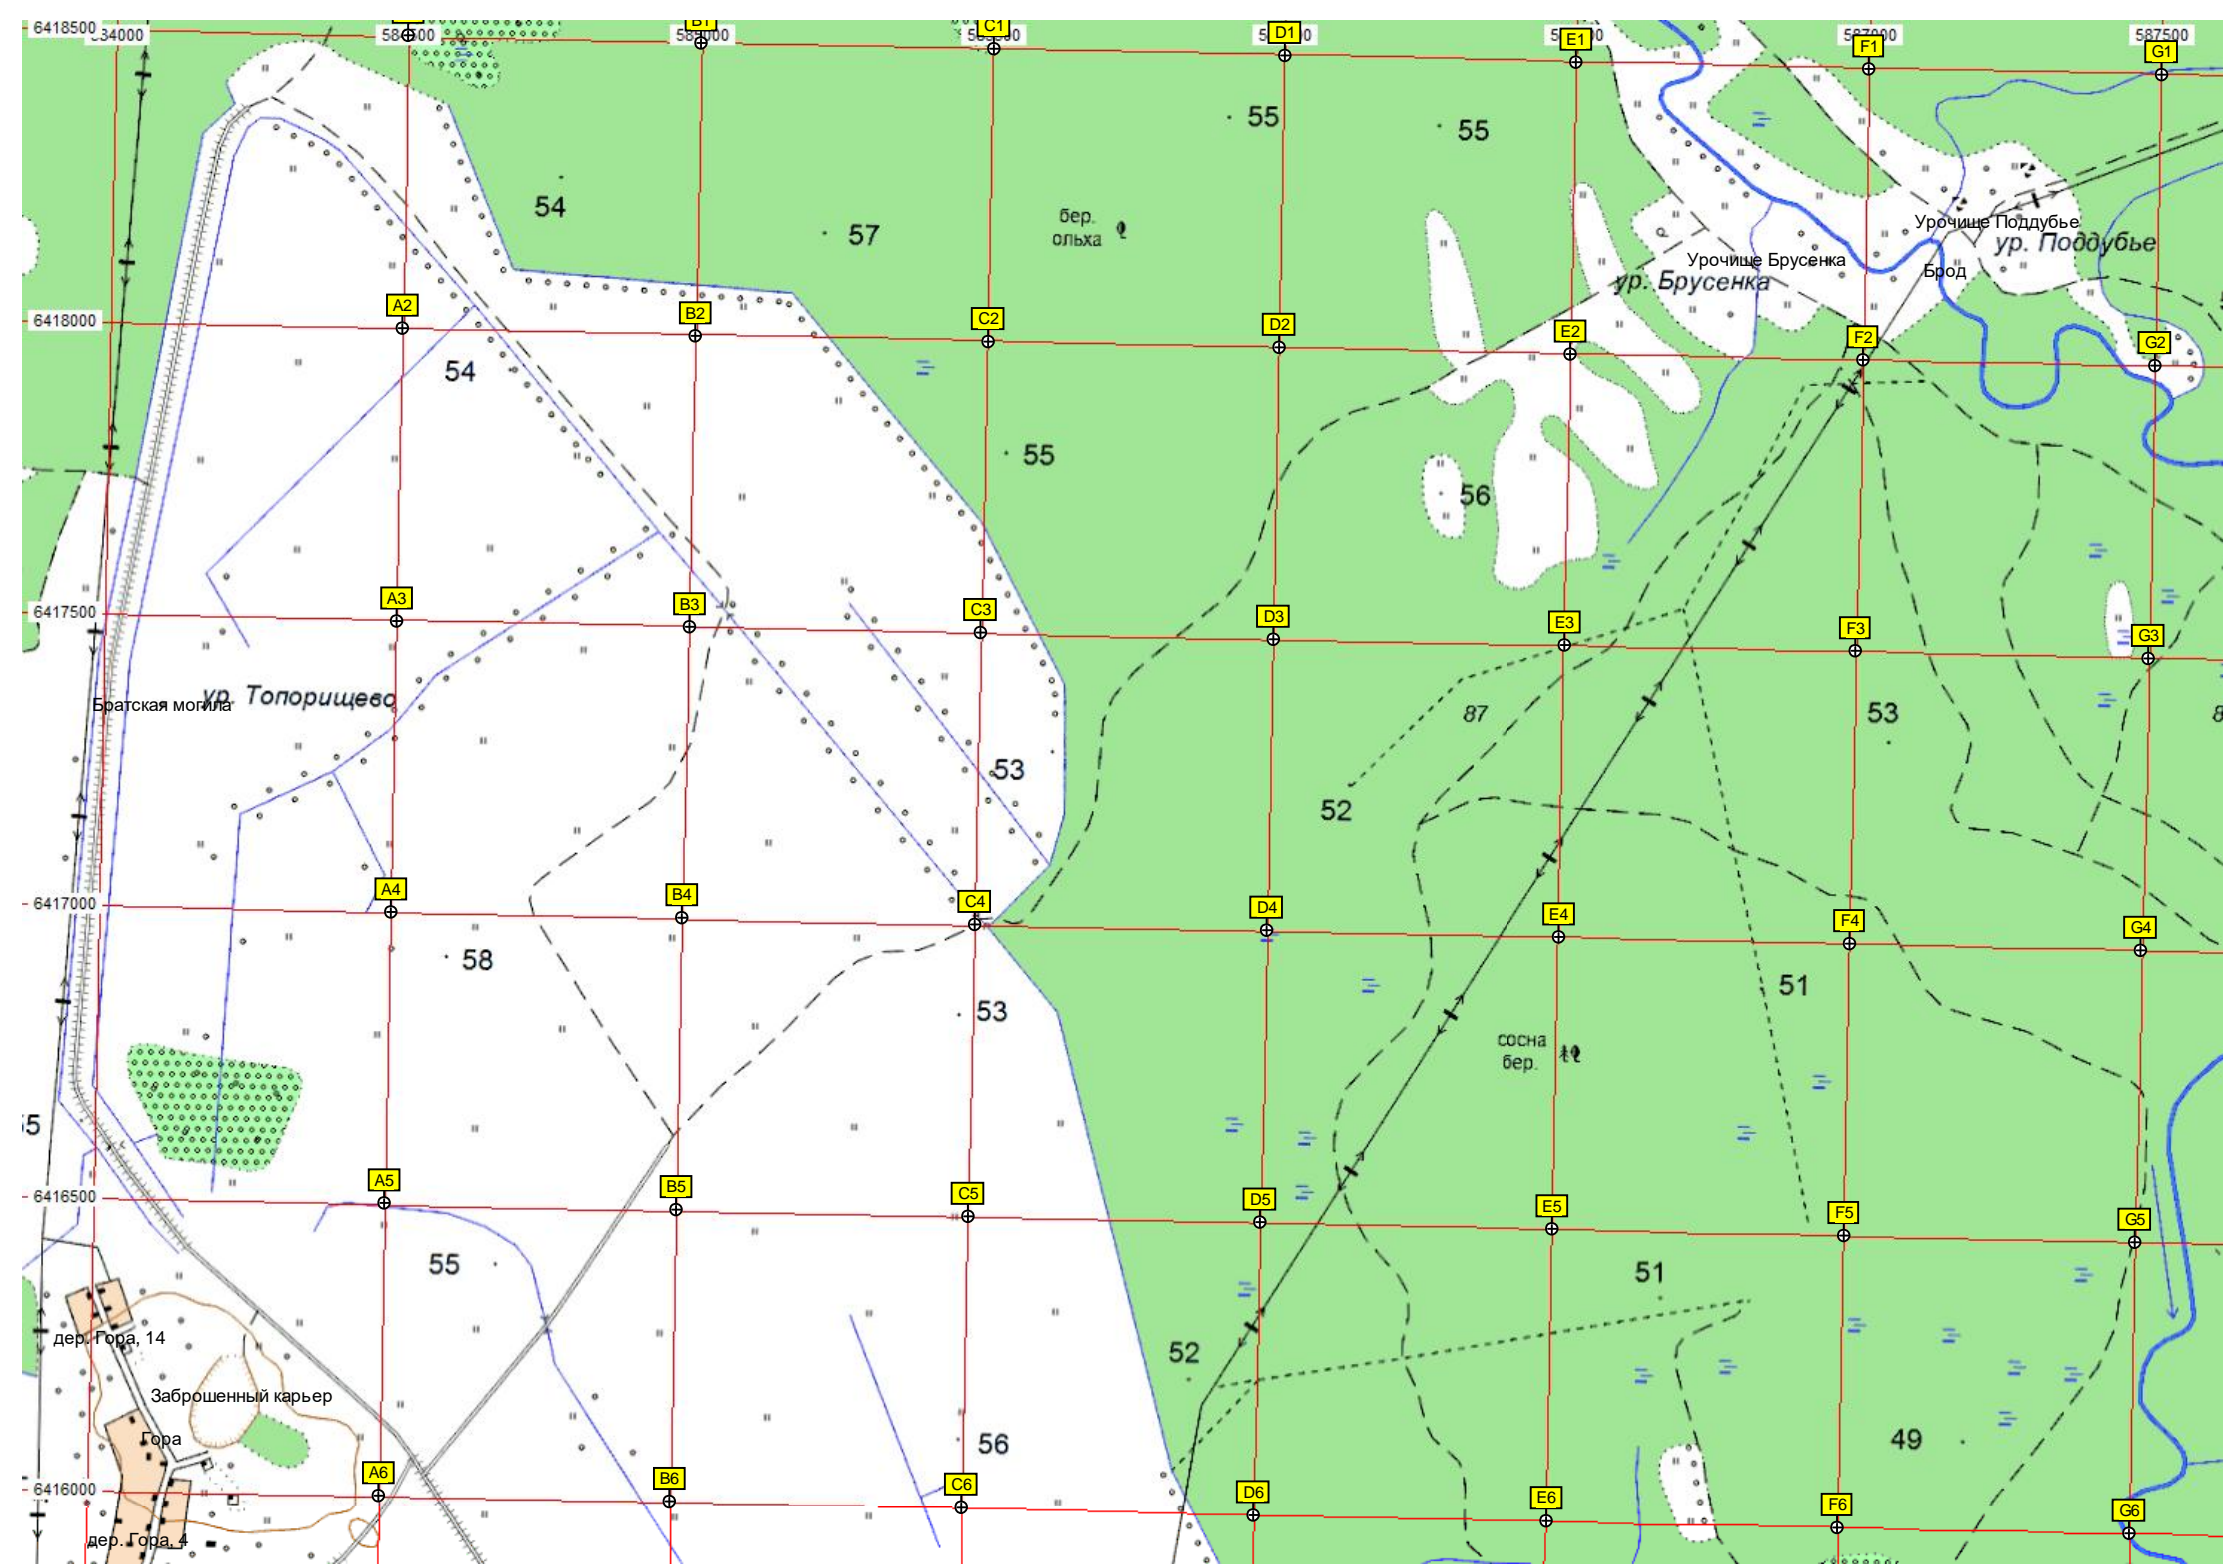 6418500
584000
B1
C1
D1
E1
F1
G1
587500
55
55
54
57
бер.
ольха
Урочище Поддубье
ур. Поддубье
Урочище Брусенка
ур. Брусенка
Брод
6418000
A2
B2
C2
D2
E2
F2
G2
54
55
56
6417500
A3
B3
C3
D3
E3
F3
G3
Братская могила
ур. Топорищево
87
53
53
52
6417000
A4
B4
C4
D4
E4
F4
G4
58
53
51
сосна
бер.
6416500
A5
B5
C5
D5
E5
F5
G5
55
51
дер. Гора, 14
52
Заброшенный карьер
Гора
56
49
6416000
A6
B6
C6
D6
E6
F6
G6
дер. Гора, 4